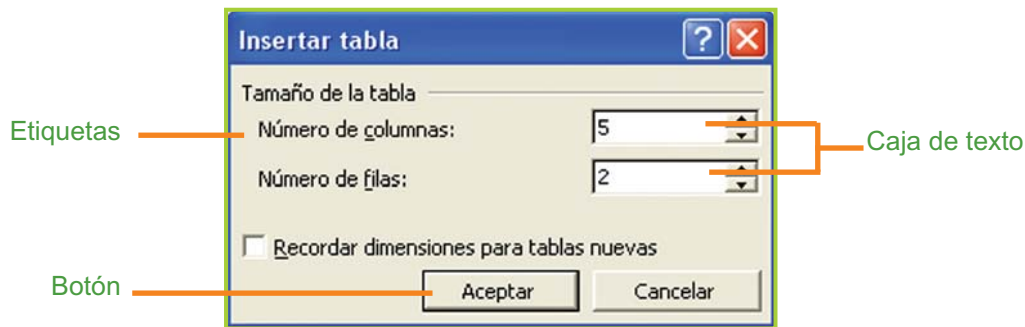 Insertar tabla
Tamaño de la tabla
Etiquetas
Número de columnas:
5
Caja de texto
Número de filas:
2
Recordar dimensiones para tablas nuevas
Botón
Aceptar
Cancelar